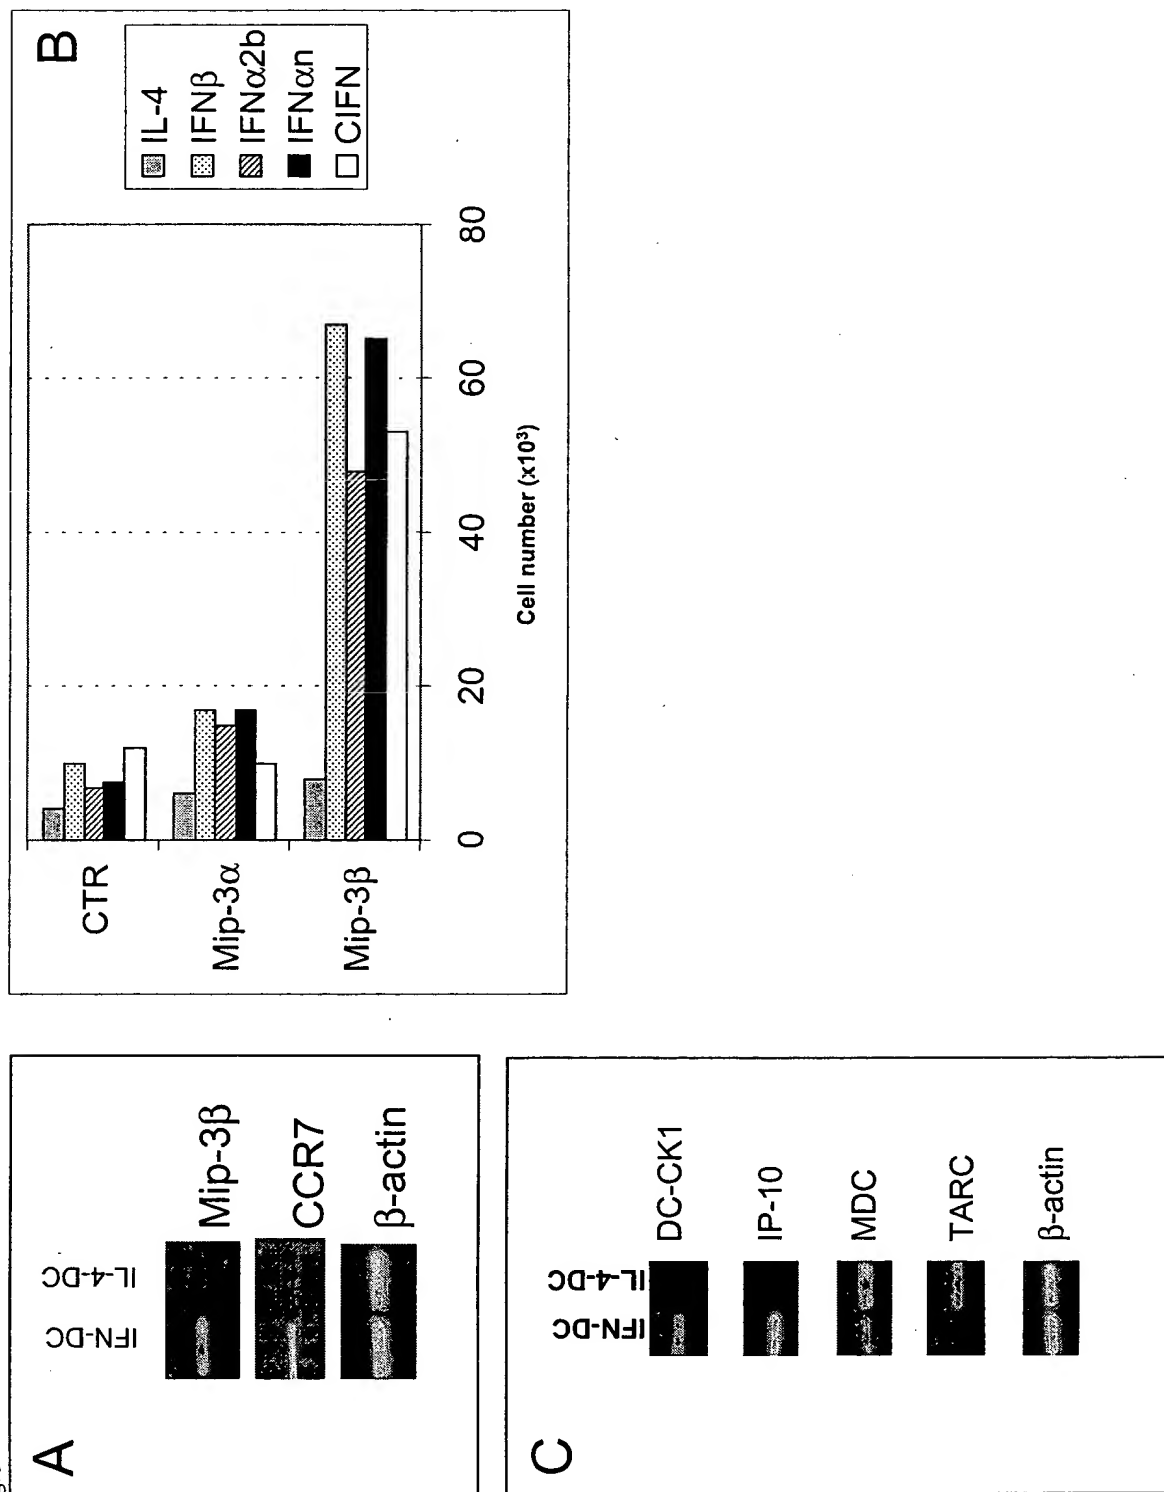 A
IFN-DC IL-4-DC
Mip-3β
CCR7
β-actin
B
CTR
Mip-3α
Mip-3β
0 20 40 60 80
Cell number (x10³)
IL-4
IFNβ
IFNα2b
IFNαn
CIFN
C
IFN-DC IL-4-DC
DC-CK1
IP-10
MDC
TARC
β-actin